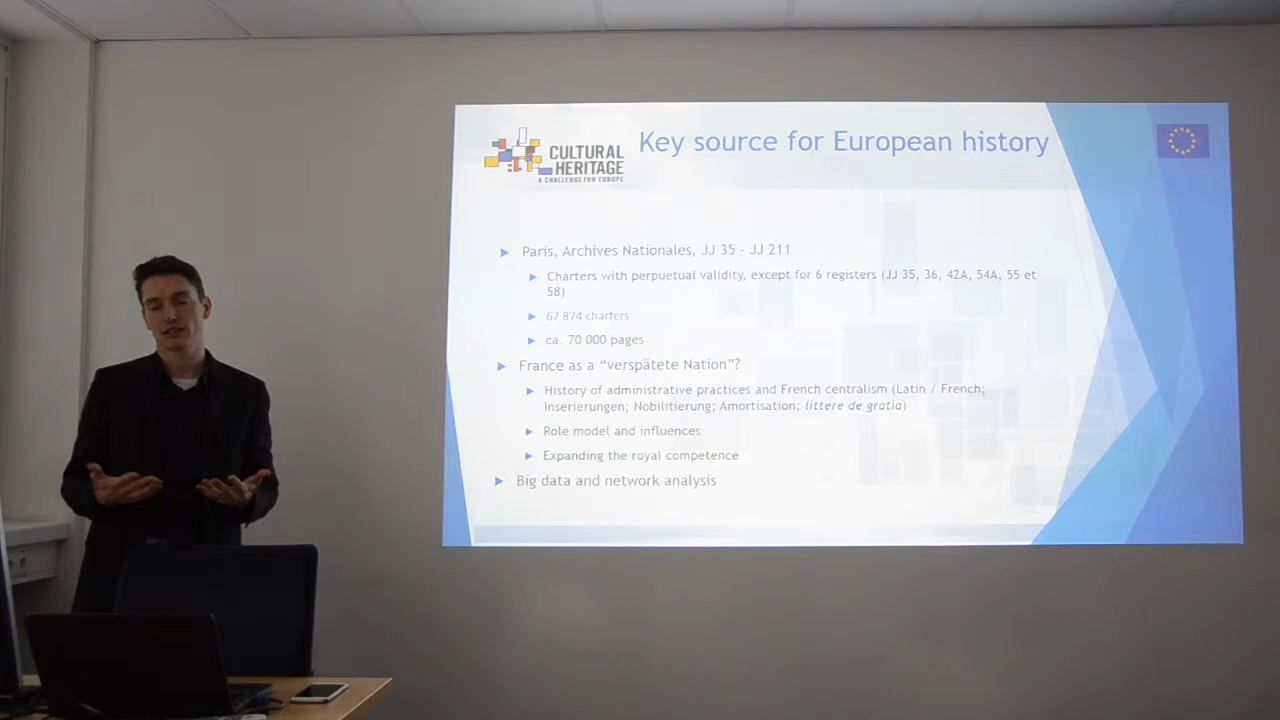 CULTURAL
HERITAGE
A CHALLENGE FOR EUROPE
Key source for European history
Paris, Archives Nationales, JJ 35 - JJ 211
Charters with perpuetual validity, except for 6 registers (JJ 35, 36, 42A, 54A, 55 et
58)
67 874 charters
ca. 70 000 pages
France as a “verspätete Nation”?
History of administrative practices and French centralism (Latin / French;
Inserierungen; Nobilitierung; Amortisation; littere de gratia)
Role model and influences
Expanding the royal competence
Big data and network analysis